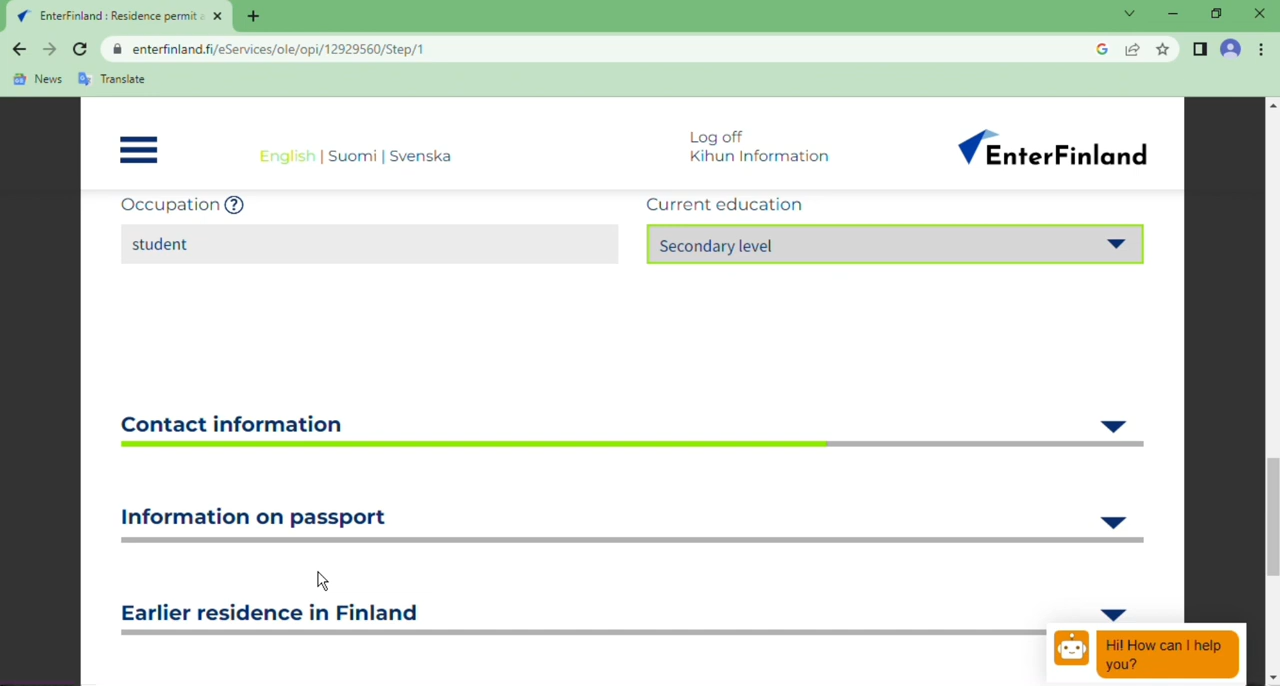 EnterFinland : Residence permit a
enterfinland.fi/eServices/ole/opi/12929560/Step/1
News
Translate
English | Suomi | Svenska
Log off
Kihun Information
EnterFinland
Occupation ?
Current education
student
Secondary level
Contact information
Information on passport
Earlier residence in Finland
Hi! How can I help
you?